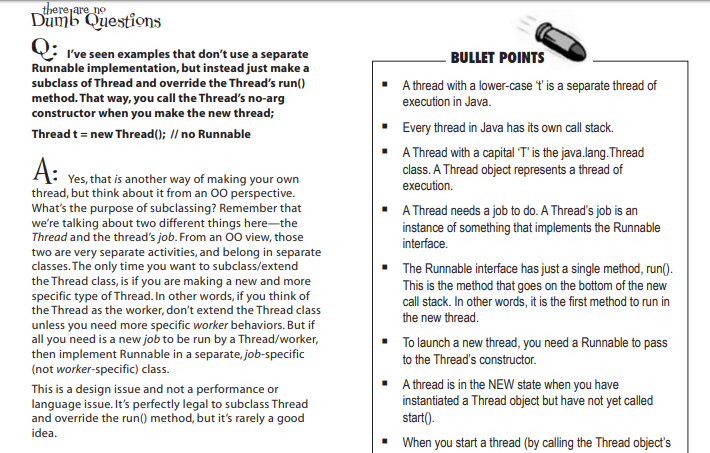 there are no
Dumb Questions
Q: I've seen examples that don't use a separate
Runnable implementation, but instead just make a
subclass of Thread and override the Thread's run()
method. That way, you call the Thread's no-arg
constructor when you make the new thread;
Thread t = new Thread(); // no Runnable
A: Yes, that is another way of making your own
thread, but think about it from an OO perspective.
What's the purpose of subclassing? Remember that
we're talking about two different things here—the
Thread and the thread's job. From an OO view, those
two are very separate activities, and belong in separate
classes. The only time you want to subclass/extend
the Thread class, is if you are making a new and more
specific type of Thread. In other words, if you think of
the Thread as the worker, don't extend the Thread class
unless you need more specific worker behaviors. But if
all you need is a new job to be run by a Thread/worker,
then implement Runnable in a separate, job-specific
(not worker-specific) class.
This is a design issue and not a performance or
language issue. It's perfectly legal to subclass Thread
and override the run() method, but it's rarely a good
idea.
BULLET POINTS
▪ A thread with a lower-case 't' is a separate thread of
execution in Java.
▪ Every thread in Java has its own call stack.
▪ A Thread with a capital 'T' is the java.lang.Thread
class. A Thread object represents a thread of
execution.
▪ A Thread needs a job to do. A Thread's job is an
instance of something that implements the Runnable
interface.
▪ The Runnable interface has just a single method, run().
This is the method that goes on the bottom of the new
call stack. In other words, it is the first method to run in
the new thread.
▪ To launch a new thread, you need a Runnable to pass
to the Thread's constructor.
▪ A thread is in the NEW state when you have
instantiated a Thread object but have not yet called
start().
▪ When you start a thread (by calling the Thread object's